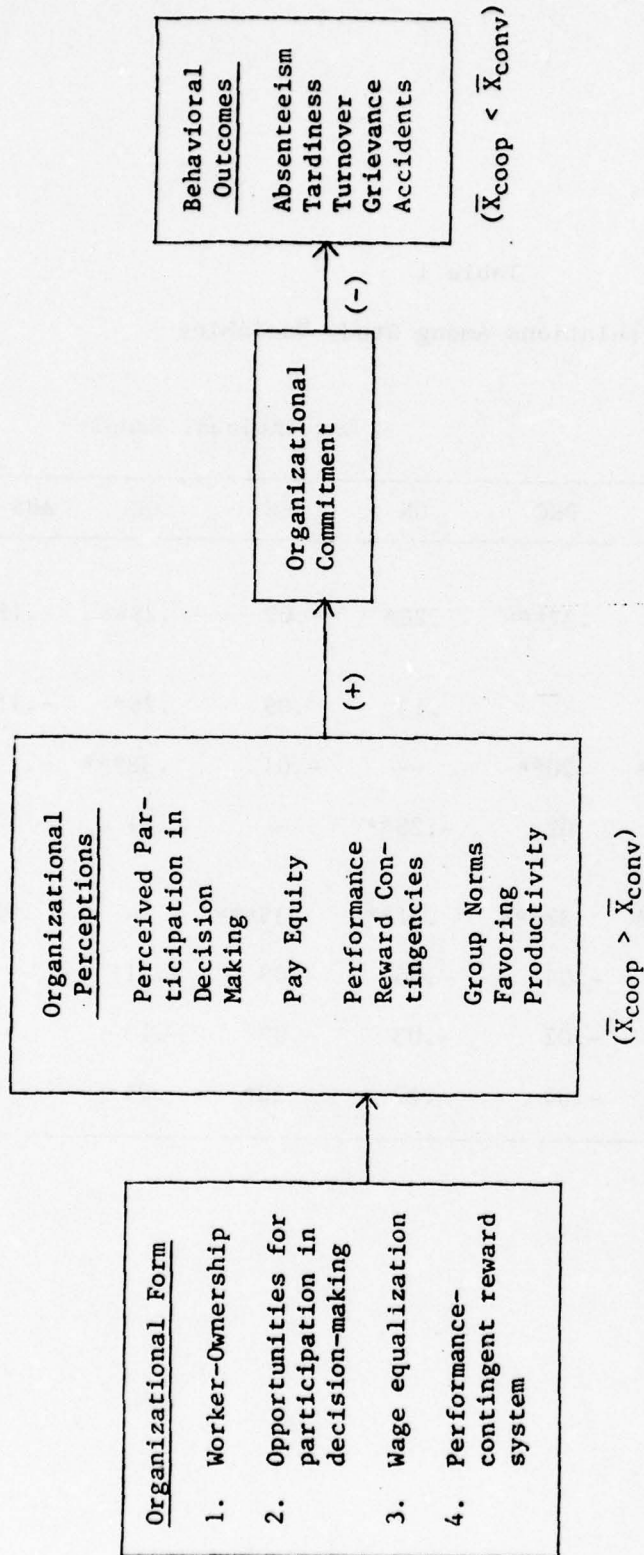 Organizational Form
1. Worker-Ownership
2. Opportunities for
participation in
decision-making
3. Wage equalization
4. Performance-
contingent reward
system
Organizational
Perceptions
Perceived Par-
ticipation in
Decision
Making
Pay Equity
Performance
Reward Con-
tingencies
Group Norms
Favoring
Productivity
(X̄coop > X̄conv)
(+)
Organizational
Commitment
(-)
Behavioral
Outcomes
Absenteeism
Tardiness
Turnover
Grievance
Accidents
(X̄coop < X̄conv)